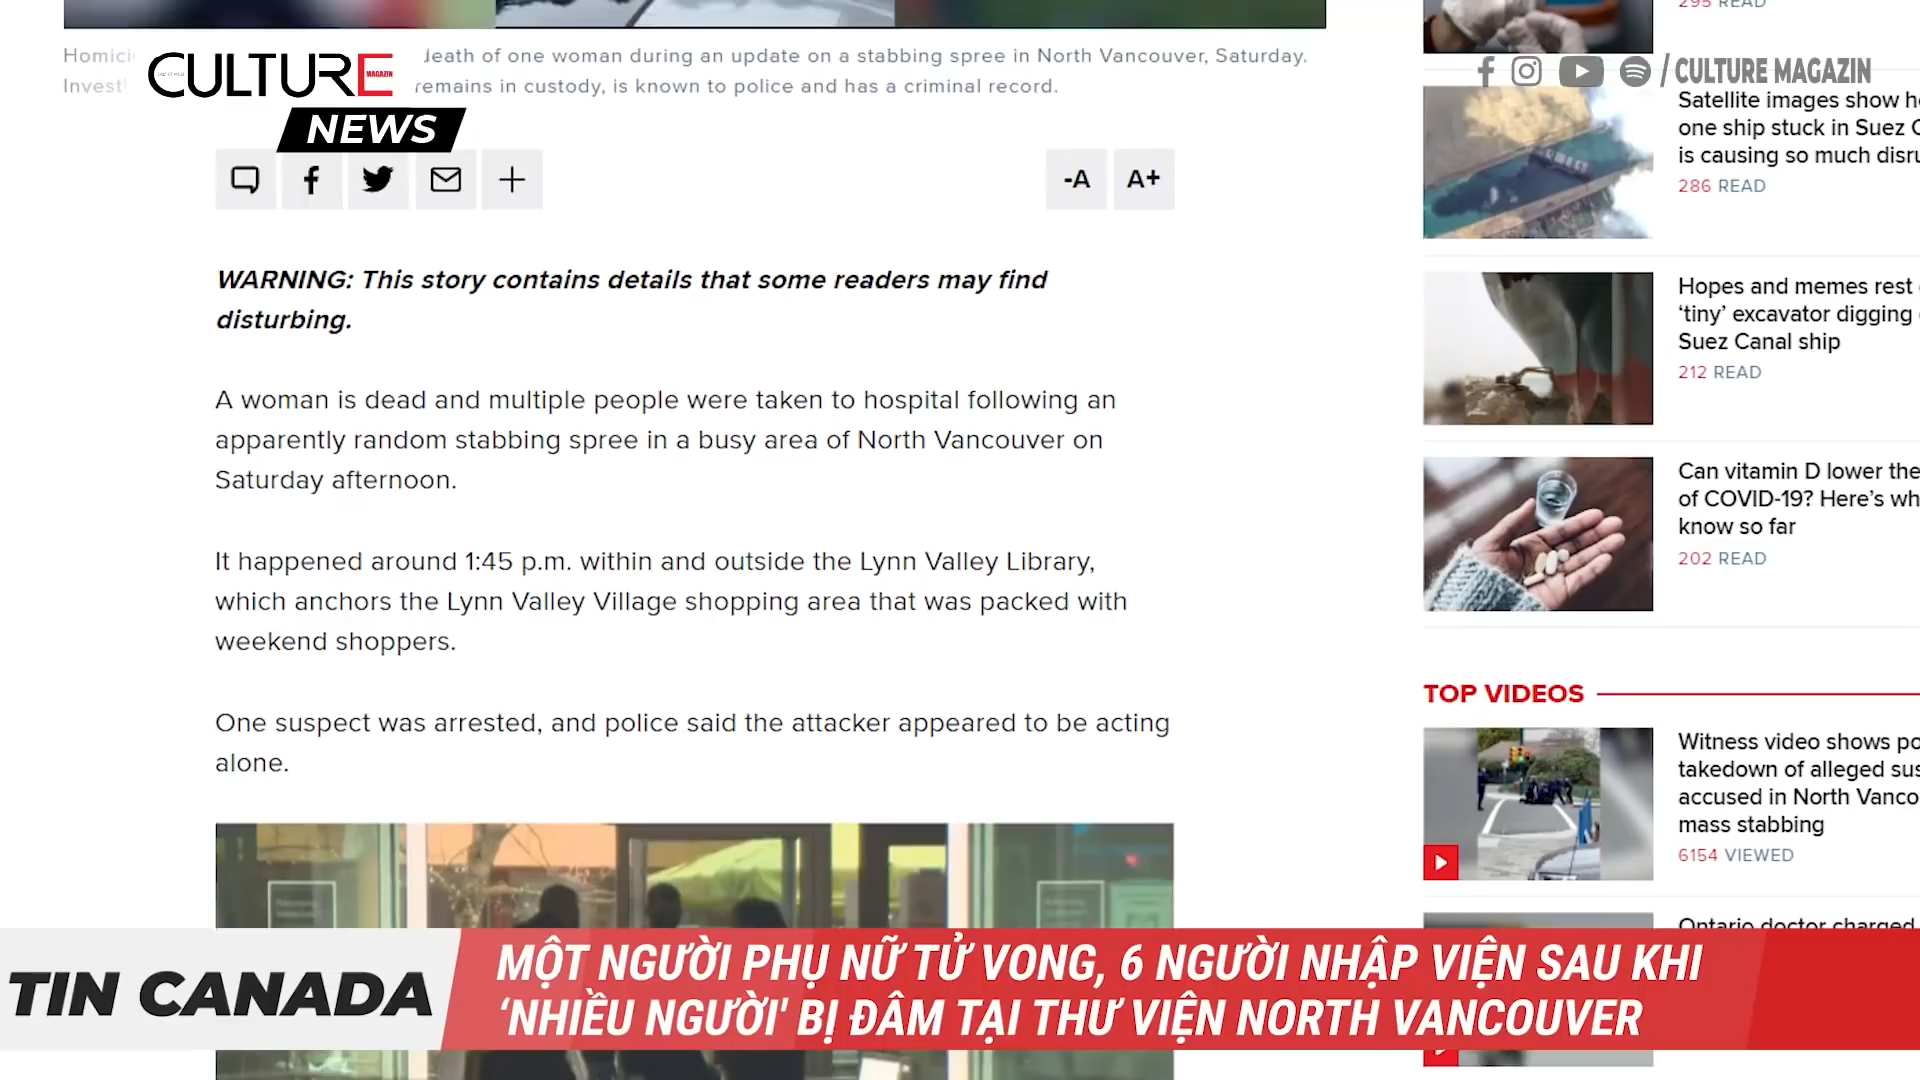 295 READ
Homici
death of one woman during an update on a stabbing spree in North Vancouver, Saturday.
Invest
remains in custody, is known to police and has a criminal record.
CULTURE
MAGAZIN
NEWS
/ CULTURE MAGAZIN
-A A+
WARNING: This story contains details that some readers may find
disturbing.
A woman is dead and multiple people were taken to hospital following an
apparently random stabbing spree in a busy area of North Vancouver on
Saturday afternoon.
It happened around 1:45 p.m. within and outside the Lynn Valley Library,
which anchors the Lynn Valley Village shopping area that was packed with
weekend shoppers.
One suspect was arrested, and police said the attacker appeared to be acting
alone.
Satellite images show h
one ship stuck in Suez C
is causing so much disru
286 READ
Hopes and memes rest
‘tiny’ excavator digging
Suez Canal ship
212 READ
Can vitamin D lower the
of COVID-19? Here’s wh
know so far
202 READ
TOP VIDEOS
Witness video shows po
takedown of alleged sus
accused in North Vanco
mass stabbing
6154 VIEWED
Ontario doctor charged
TIN CANADA
MỘT NGƯỜI PHỤ NỮ TỬ VONG, 6 NGƯỜI NHẬP VIỆN SAU KHI
‘NHIỀU NGƯỜI' BỊ ĐÂM TẠI THƯ VIỆN NORTH VANCOUVER